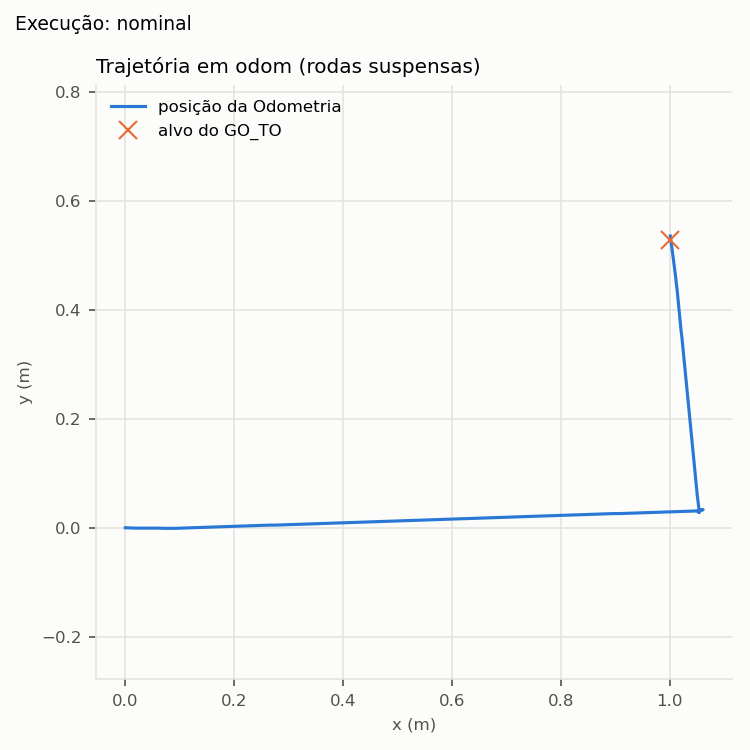 Execução: nominal
Trajetória em odom (rodas suspensas)
posição da Odometria
alvo do GO_TO
0.8
0.6
0.4
0.2
0.0
−0.2
y (m)
0.0 0.2 0.4 0.6 0.8 1.0
x (m)